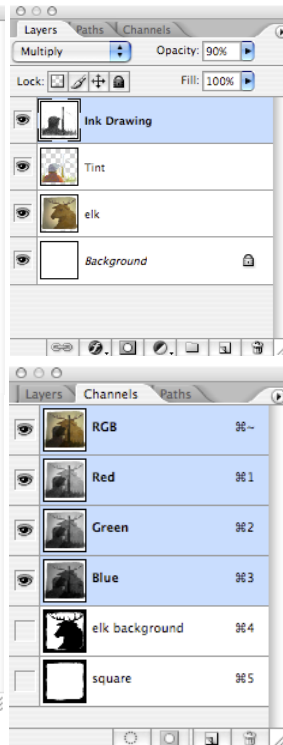 Layers Paths Channels
Multiply Opacity: 90%
Lock: Fill: 100%
Ink Drawing
Tint
elk
Background
Layers Channels Paths
RGB ⌘~
Red ⌘1
Green ⌘2
Blue ⌘3
elk background ⌘4
square ⌘5